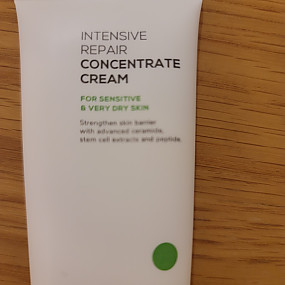 INTENSIVE
REPAIR
CONCENTRATE
CREAM
FOR SENSITIVE
& VERY DRY SKIN
Strengthen skin barrier
with advanced ceramide,
stem cell extracts and peptide.